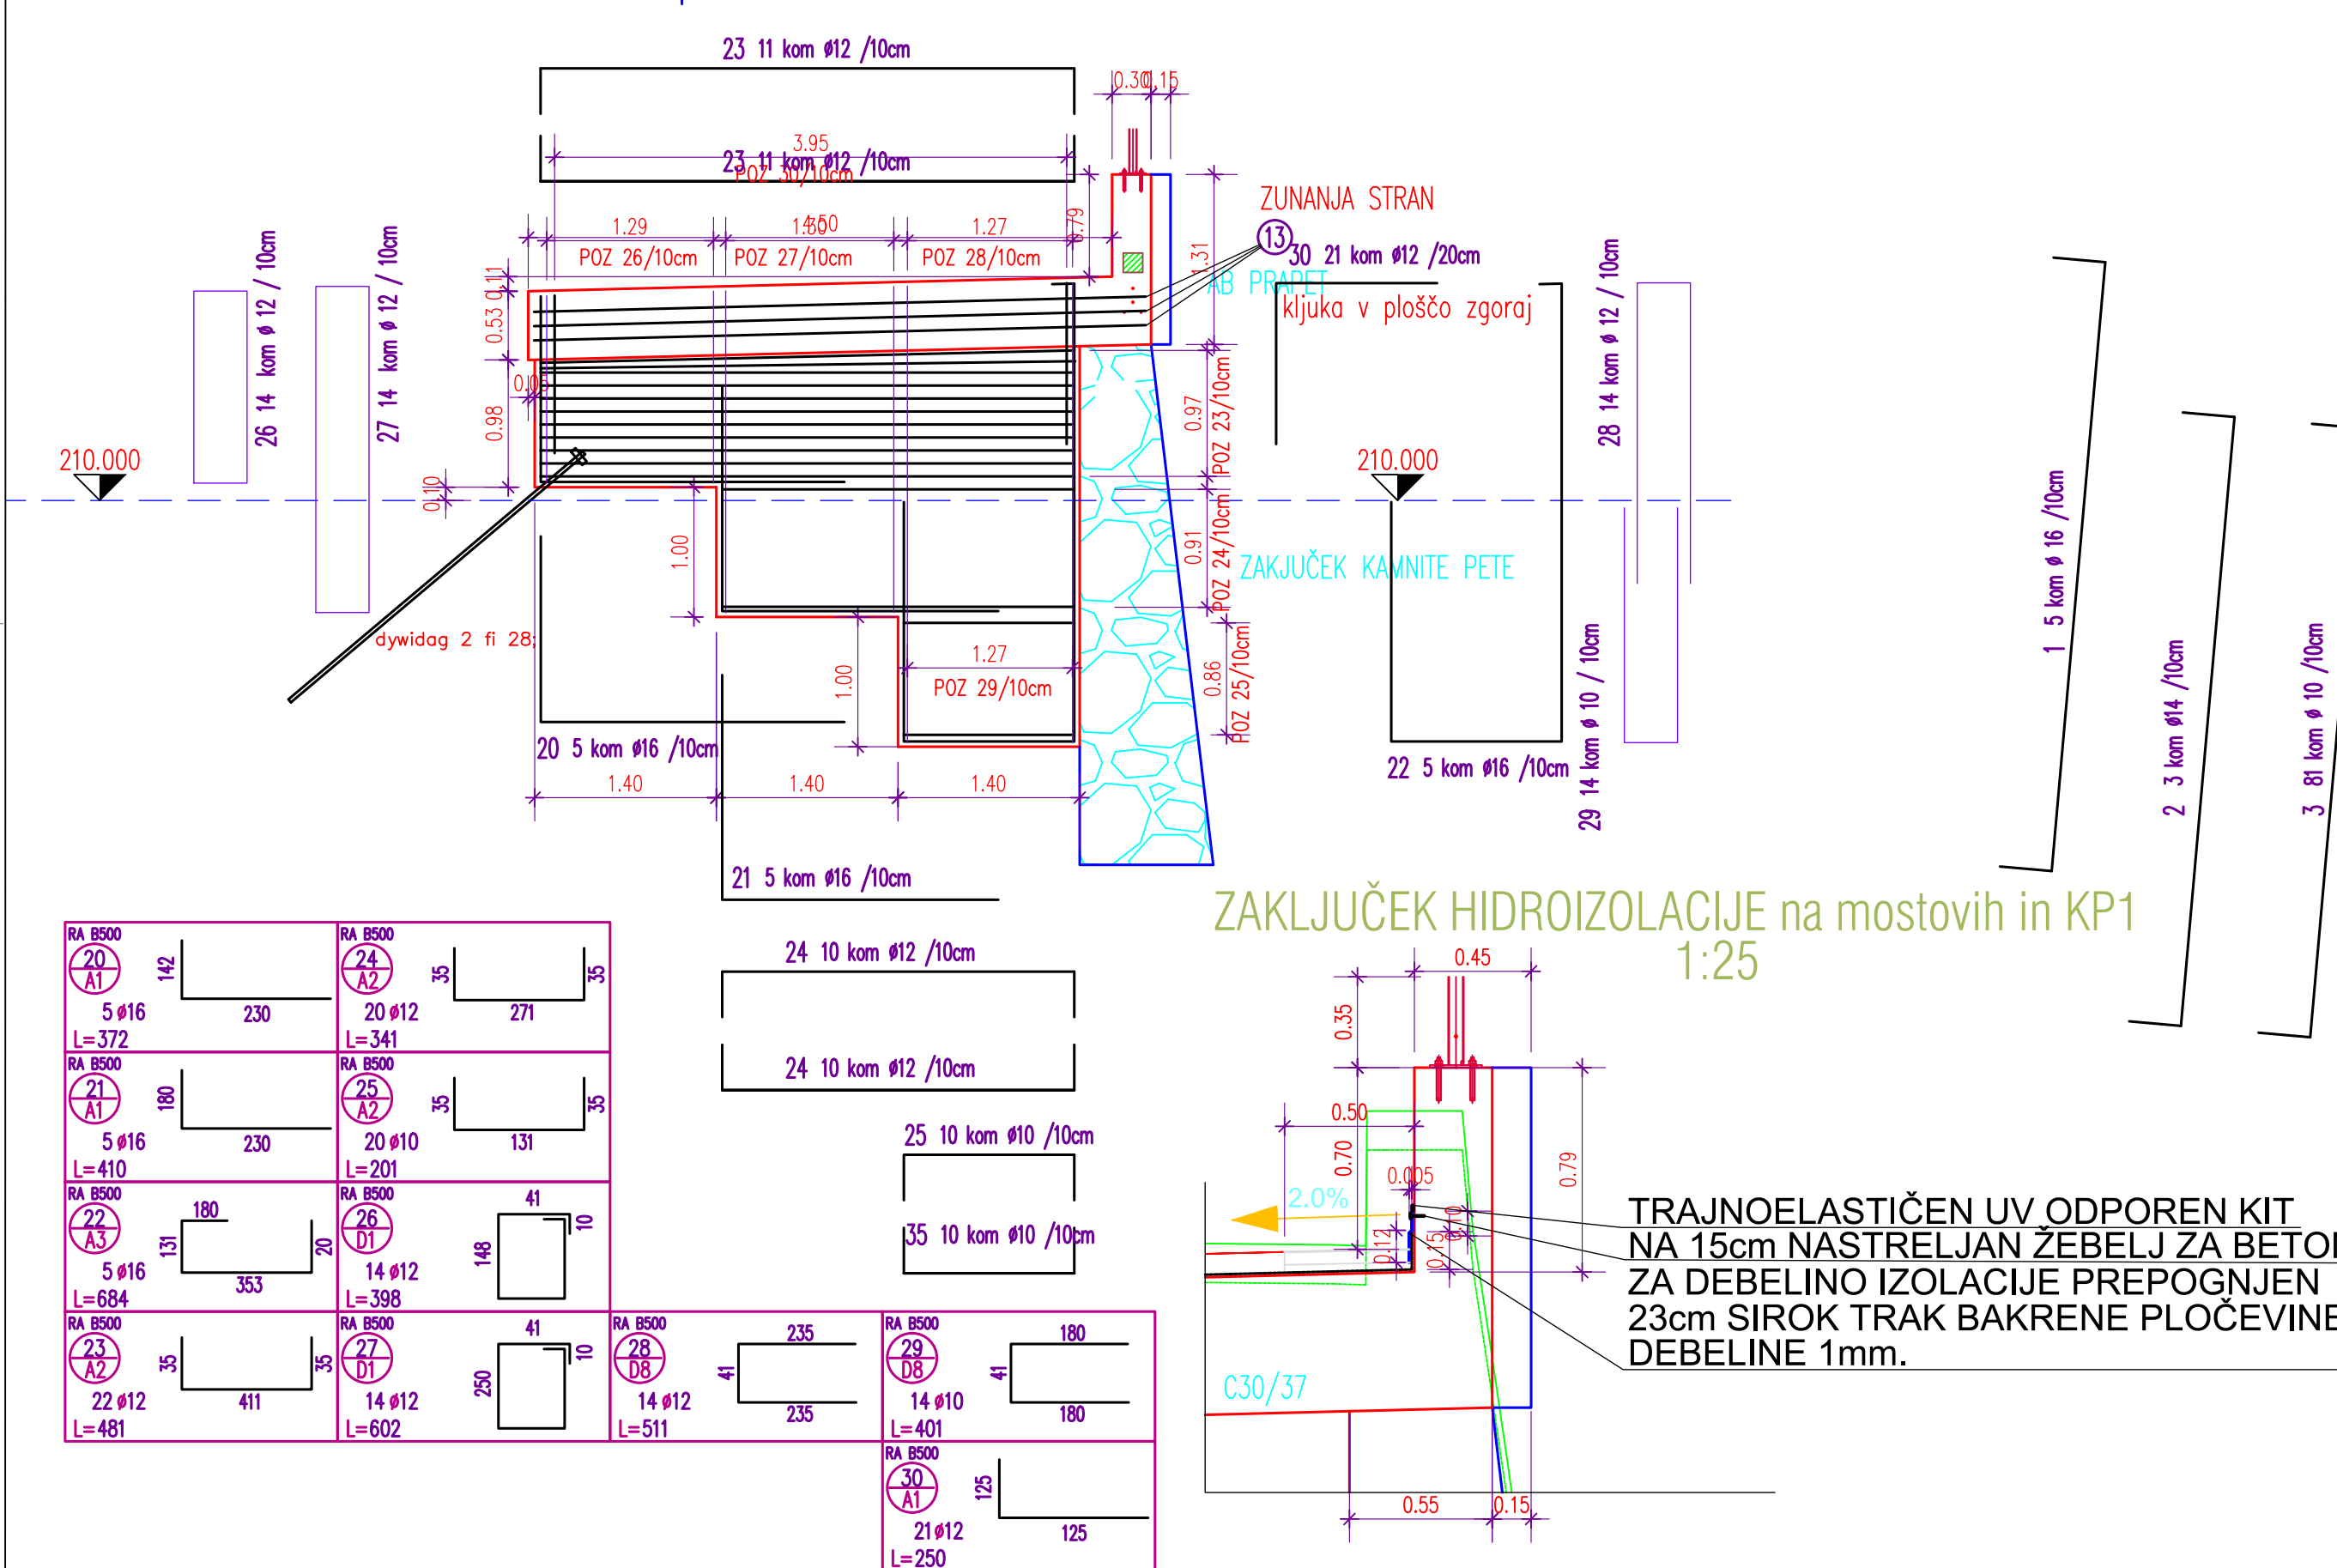 23 11 kom ø12 /10cm
0.30 0.15
3.95
23 11 kom ø12 /10cm
POZ 30/10cm
ZUNANJA STRAN
13
0.79
1.31
1.29
1.27
POZ 26/10cm
POZ 27/10cm
POZ 28/10cm
30 21 kom ø12 /20cm
AB PRAPET
kljuka v ploščo zgoraj
26 14 kom ø 12 / 10cm
27 14 kom ø 12 / 10cm
28 14 kom ø 12 / 10cm
0.11
0.53
0.98
0.10
210.000
210.000
0.97
POZ 23/10cm
0.91
POZ 24/10cm
0.86
POZ 25/10cm
1.00
1.00
ZAKJUČEK KAMNITE PETE
dywidag 2 fi 28;
1.27
POZ 29/10cm
20 5 kom ø16 /10cm
1.40
1.40
1.40
21 5 kom ø16 /10cm
22 5 kom ø16 /10cm
29 14 kom ø 10 / 10cm
1 5 kom ø 16 /10cm
2 3 kom ø14 /10cm
3 81 kom ø 10 /10cm
24 10 kom ø12 /10cm
24 10 kom ø12 /10cm
25 10 kom ø10 /10cm
35 10 kom ø10 /10cm
RA B500
20
A1
142
5 ø16
230
L=372
RA B500
24
A2
35
35
20 ø12
271
L=341
RA B500
21
A1
180
5 ø16
230
L=410
RA B500
25
A2
35
35
20 ø10
131
L=201
RA B500
22
A3
180
131
20
5 ø16
353
L=684
RA B500
26
D1
41
10
148
14 ø12
L=398
RA B500
23
A2
35
35
22 ø12
411
L=481
RA B500
27
D1
41
10
250
14 ø12
L=602
RA B500
28
D8
235
41
14 ø12
235
L=511
RA B500
29
D8
180
41
14 ø10
180
L=401
RA B500
30
A1
125
21 ø12
125
L=250
ZAKLJUČEK HIDROIZOLACIJE na mostovih in KP1
1:25
0.45
0.35
0.50
0.70
0.005
0.79
2.0%
0.12
0.15
C30/37
0.55
0.15
TRAJNOELASTIČEN UV ODPOREN KIT
NA 15cm NASTRELJAN ŽEBELJ ZA BETON
ZA DEBELINO IZOLACIJE PREPOGNJEN
23cm SIROK TRAK BAKRENE PLOČEVINE
DEBELINE 1mm.